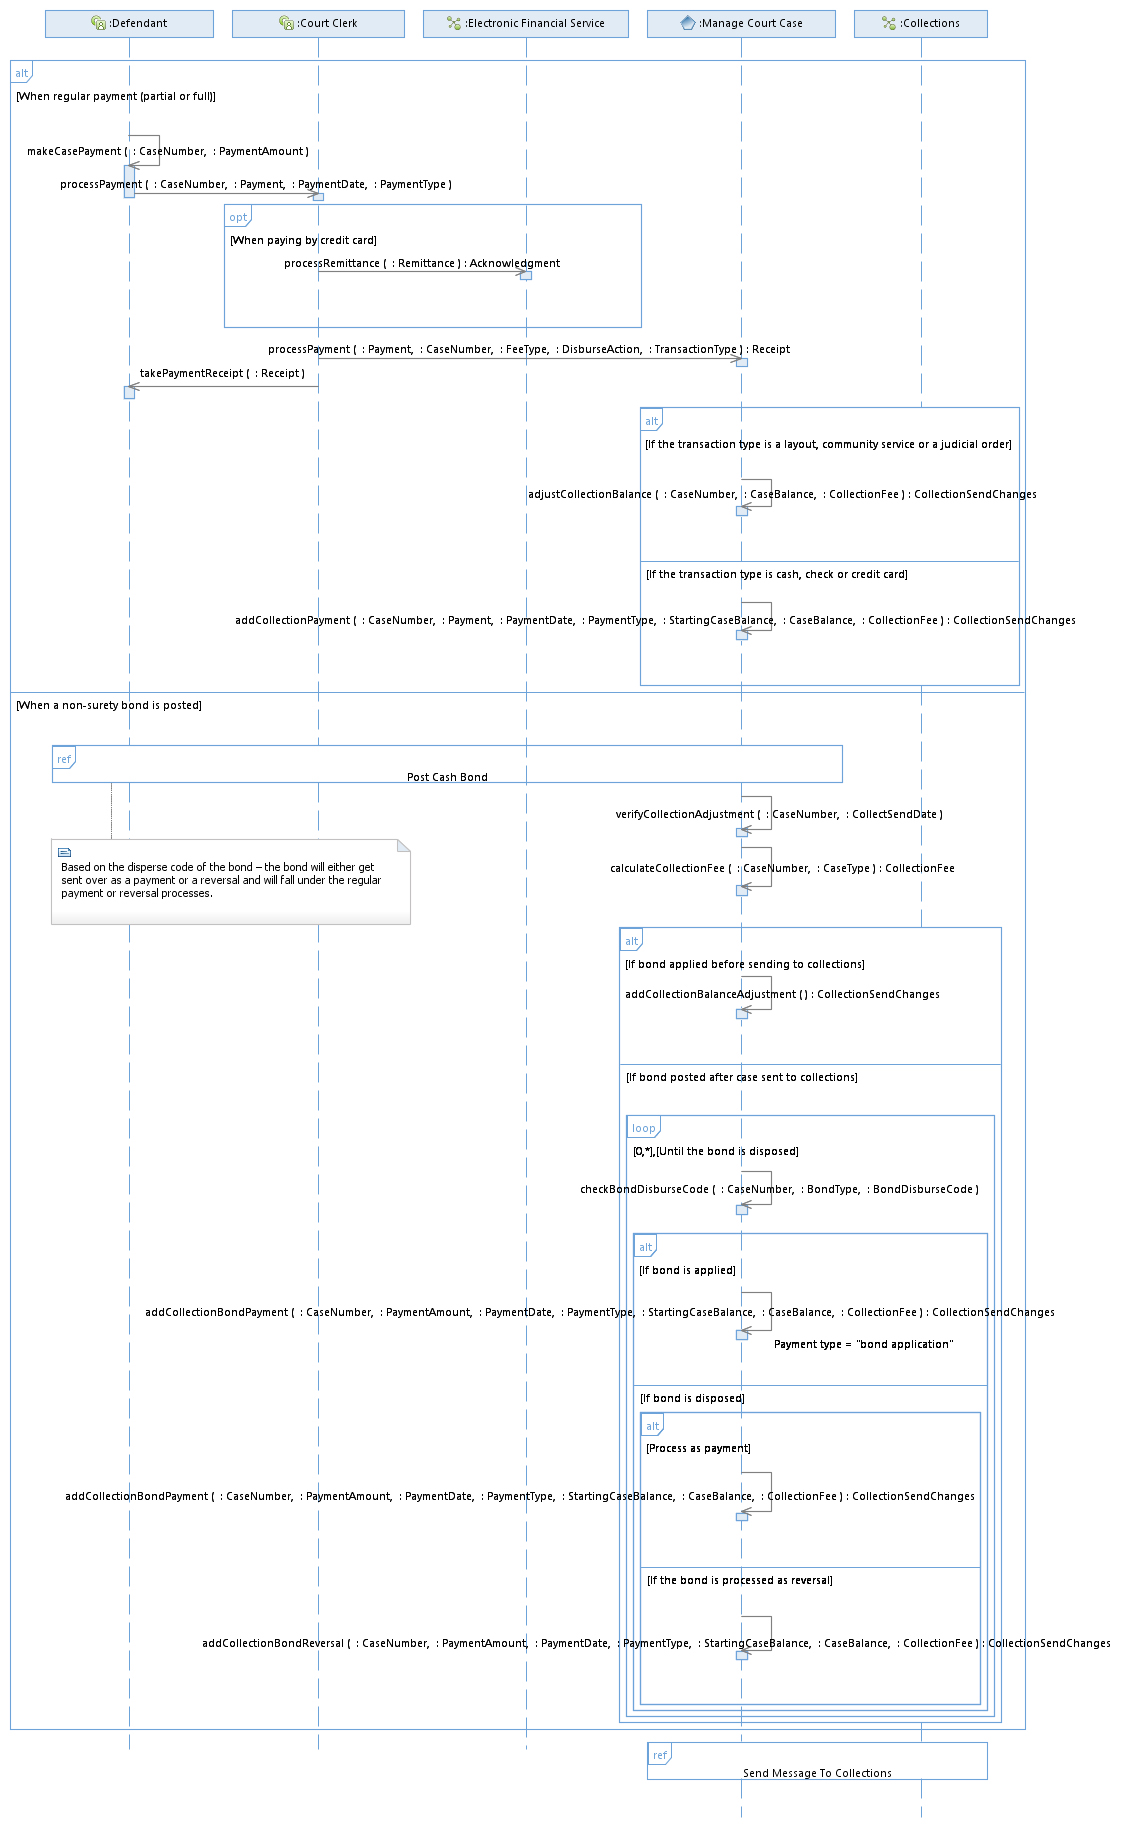 :Defendant
:Court Clerk
:Electronic Financial Service
:Manage Court Case
:Collections
alt
[When regular payment (partial or full)]
makeCasePayment (  : CaseNumber,  : PaymentAmount )
processPayment (  : CaseNumber,  : Payment,  : PaymentDate,  : PaymentType )
opt
[When paying by credit card]
processRemittance (  : Remittance ) : Acknowledgment
processPayment (  : Payment,  : CaseNumber,  : FeeType,  : DisburseAction,  : TransactionType ) : Receipt
takePaymentReceipt (  : Receipt )
alt
[If the transaction type is a layout, community service or a judicial order]
adjustCollectionBalance (  : CaseNumber,  : CaseBalance,  : CollectionFee ) : CollectionSendChanges
[If the transaction type is cash, check or credit card]
addCollectionPayment (  : CaseNumber,  : Payment,  : PaymentDate,  : PaymentType,  : StartingCaseBalance,  : CaseBalance,  : CollectionFee ) : CollectionSendChanges
[When a non-surety bond is posted]
ref
Post Cash Bond
verifyCollectionAdjustment (  : CaseNumber,  : CollectSendDate )
Based on the disperse code of the bond – the bond will either get
sent over as a payment or a reversal and will fall under the regular
payment or reversal processes.
calculateCollectionFee (  : CaseNumber,  : CaseType ) : CollectionFee
alt
[If bond applied before sending to collections]
addCollectionBalanceAdjustment ( ) : CollectionSendChanges
[If bond posted after case sent to collections]
loop
[0,*],[Until the bond is disposed]
checkBondDisburseCode (  : CaseNumber,  : BondType,  : BondDisburseCode )
alt
[If bond is applied]
addCollectionBondPayment (  : CaseNumber,  : PaymentAmount,  : PaymentDate,  : PaymentType,  : StartingCaseBalance,  : CaseBalance,  : CollectionFee ) : CollectionSendChanges
Payment type = "bond application"
[If bond is disposed]
alt
[Process as payment]
addCollectionBondPayment (  : CaseNumber,  : PaymentAmount,  : PaymentDate,  : PaymentType,  : StartingCaseBalance,  : CaseBalance,  : CollectionFee ) : CollectionSendChanges
[If the bond is processed as reversal]
addCollectionBondReversal (  : CaseNumber,  : PaymentAmount,  : PaymentDate,  : PaymentType,  : StartingCaseBalance,  : CaseBalance,  : CollectionFee ) : CollectionSendChanges
ref
Send Message To Collections